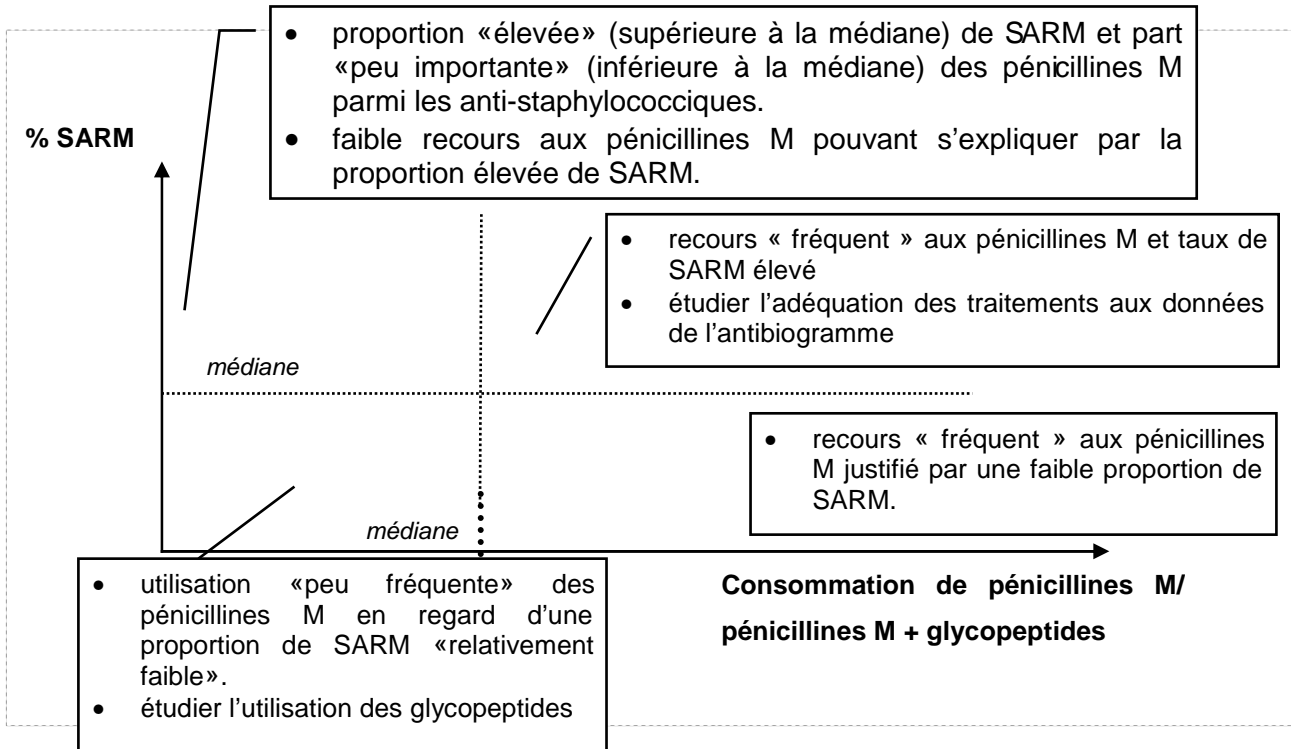 • proportion «élevée» (supérieure à la médiane) de SARM et part
«peu importante» (inférieure à la médiane) des pénicillines M
parmi les anti-staphylococciques.
• faible recours aux pénicillines M pouvant s’expliquer par la
proportion élevée de SARM.
% SARM
• recours « fréquent » aux pénicillines M et taux de
SARM élevé
• étudier l’adéquation des traitements aux données
de l’antibiogramme
médiane
• recours « fréquent » aux pénicillines
M justifié par une faible proportion de
SARM.
médiane
• utilisation «peu fréquente» des
pénicillines M en regard d’une
proportion de SARM «relativement
faible».
• étudier l’utilisation des glycopeptides
Consommation de pénicillines M/
pénicillines M + glycopeptides